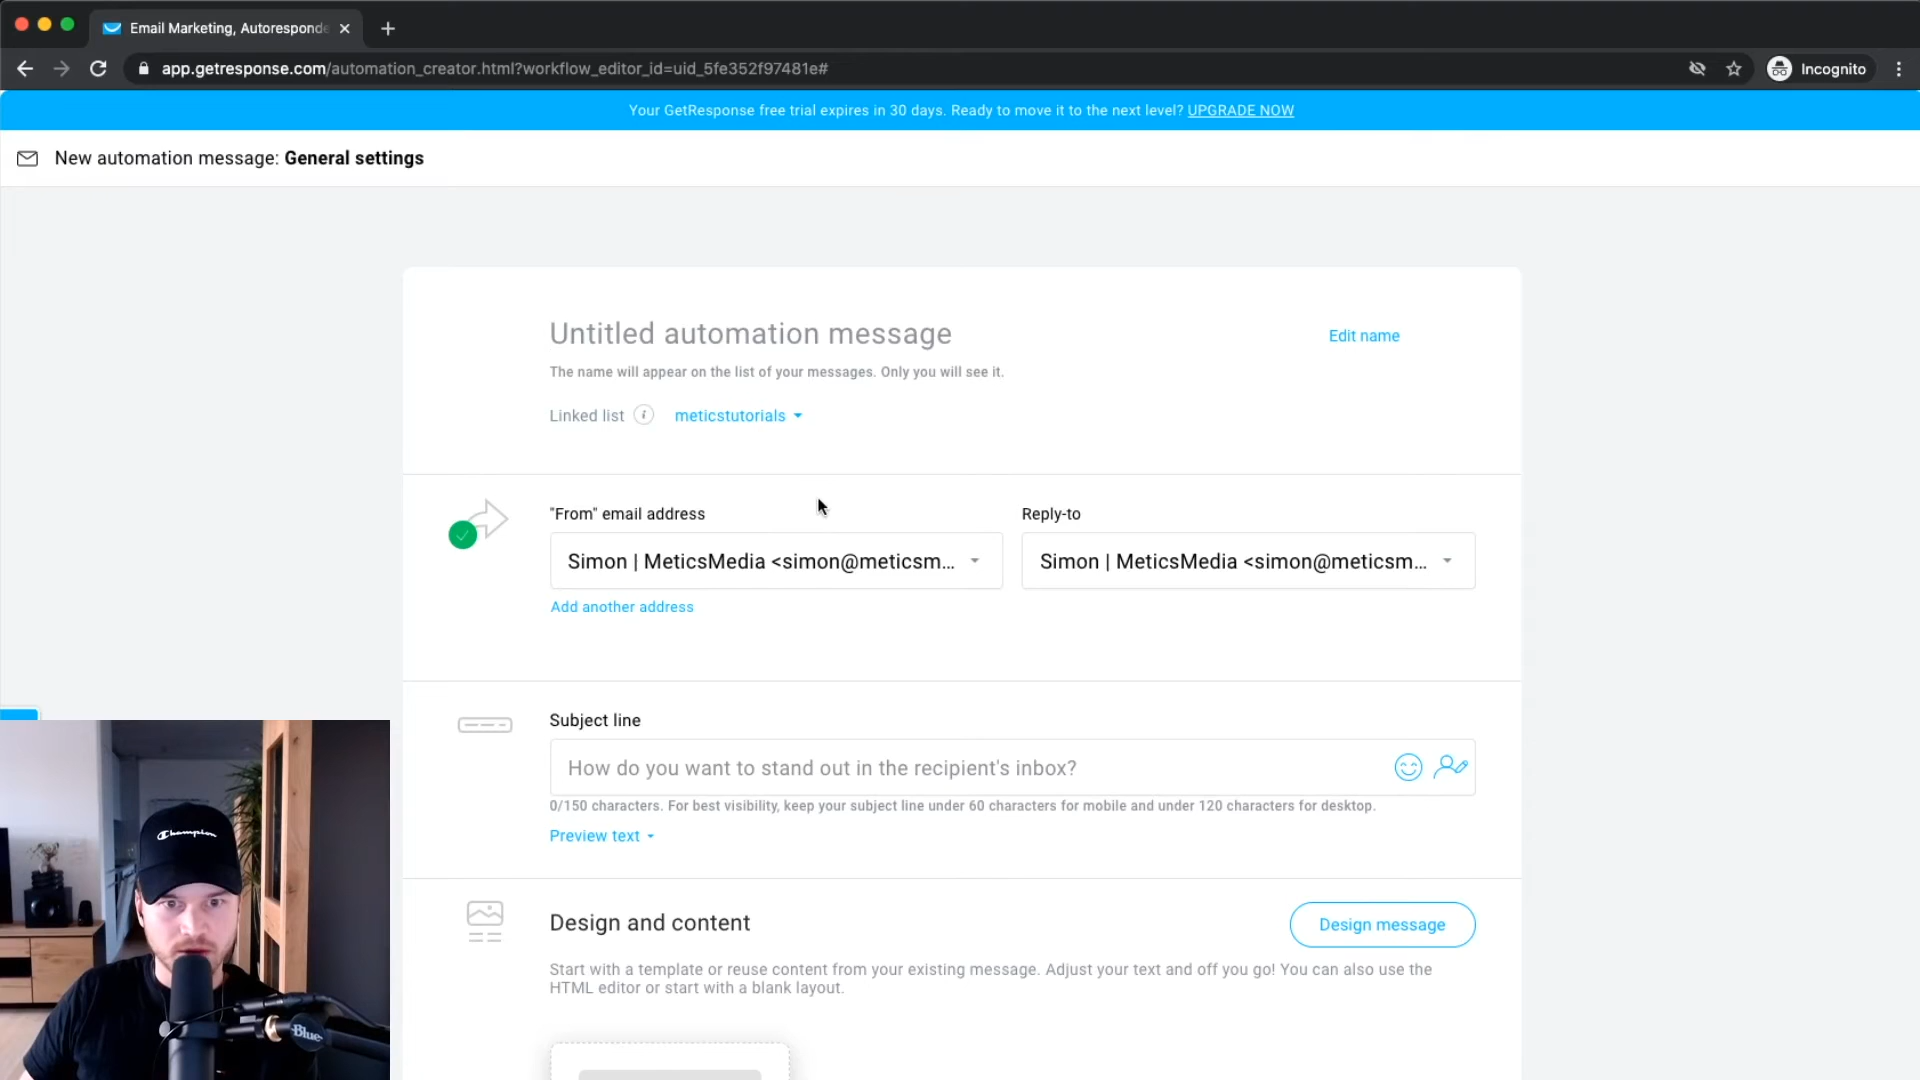 Email Marketing, Autoresponde
app.getresponse.com/automation_creator.html?workflow_editor_id=uid_5fe352f97481e#
Incognito
Your GetResponse free trial expires in 30 days. Ready to move it to the next level? UPGRADE NOW
New automation message: General settings
Untitled automation message
Edit name
The name will appear on the list of your messages. Only you will see it.
Linked list i meticstutorials
"From" email address
Reply-to
Simon | MeticsMedia <simon@meticsm...
Simon | MeticsMedia <simon@meticsm...
Add another address
Subject line
How do you want to stand out in the recipient's inbox?
0/150 characters. For best visibility, keep your subject line under 60 characters for mobile and under 120 characters for desktop.
Preview text
Design and content
Design message
Start with a template or reuse content from your existing message. Adjust your text and off you go! You can also use the
HTML editor or start with a blank layout.
Champion
Blue